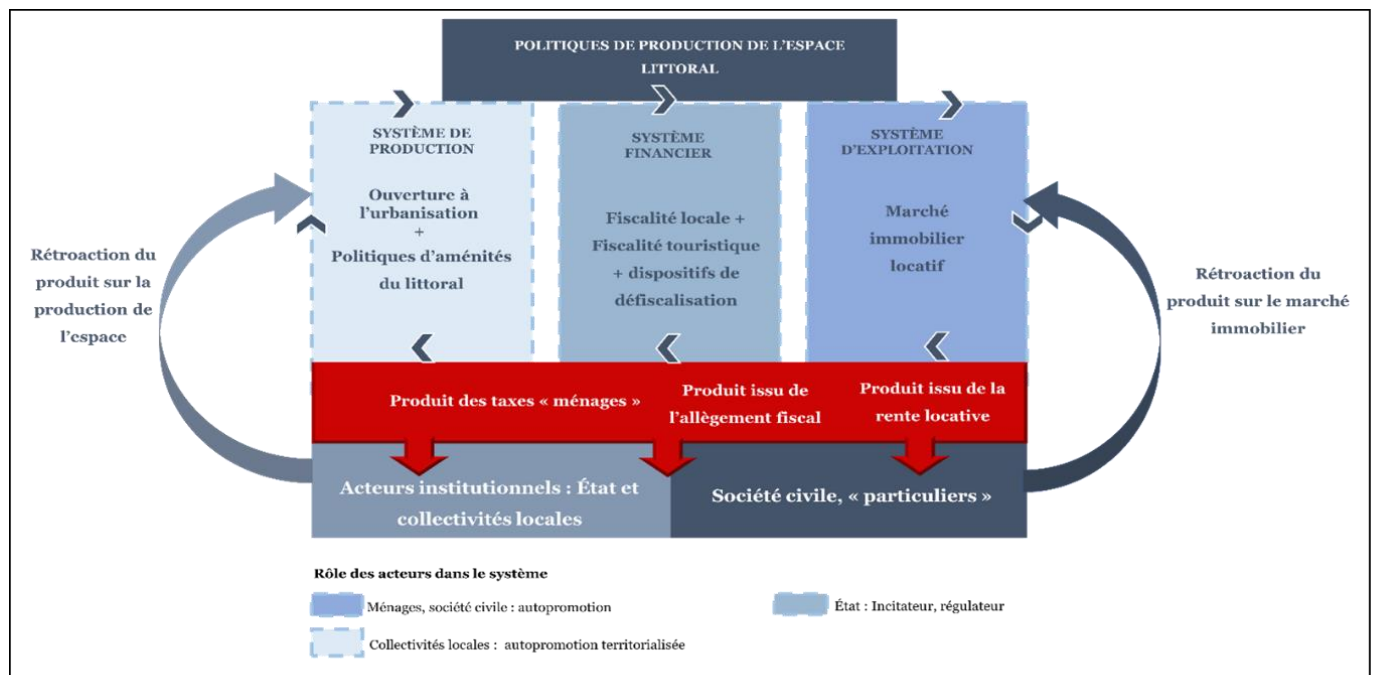 POLITIQUES DE PRODUCTION DE L'ESPACE
LITTORAL
SYSTÈME DE
PRODUCTION
Ouverture à
l'urbanisation
+
Politiques d'aménités
du littoral
SYSTÈME
FINANCIER
Fiscalité locale +
Fiscalité touristique
+ dispositifs de
défiscalisation
SYSTÈME
D'EXPLOITATION
Marché
immobilier
locatif
Rétroaction du
produit sur la
production de
l'espace
Rétroaction du
produit sur le marché
immobilier
Produit des taxes « ménages »
Produit issu de
l'allègement fiscal
Produit issu de la
rente locative
Acteurs institutionnels : État et
collectivités locales
Société civile, « particuliers »
Rôle des acteurs dans le système
Ménages, société civile : autopromotion
État : Incitateur, régulateur
Collectivités locales : autopromotion territorialisée